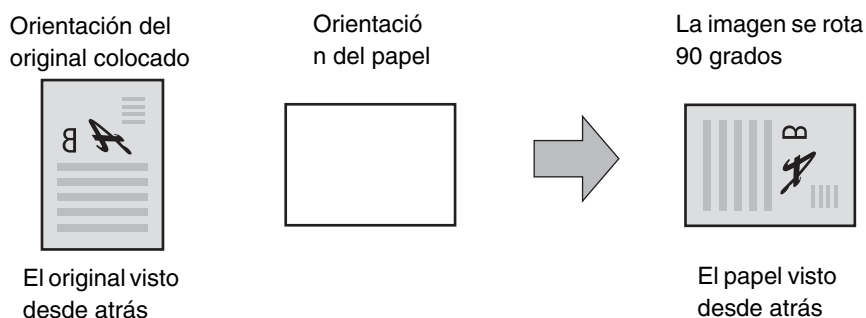 Orientación del
original colocado
Orientació
n del papel
La imagen se rota
90 grados
B A
B
A
El original visto
desde atrás
El papel visto
desde atrás